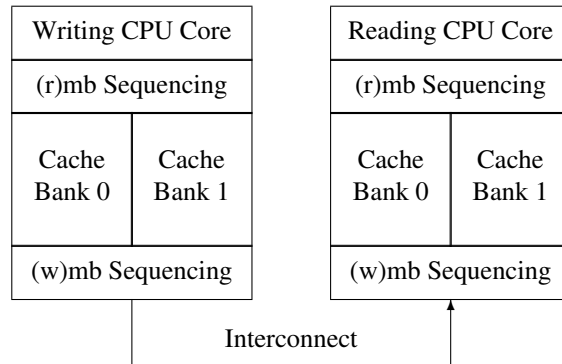 Writing CPU Core
(r)mb Sequencing
Cache
Bank 0
Cache
Bank 1
(w)mb Sequencing
Reading CPU Core
(r)mb Sequencing
Cache
Bank 0
Cache
Bank 1
(w)mb Sequencing
Interconnect